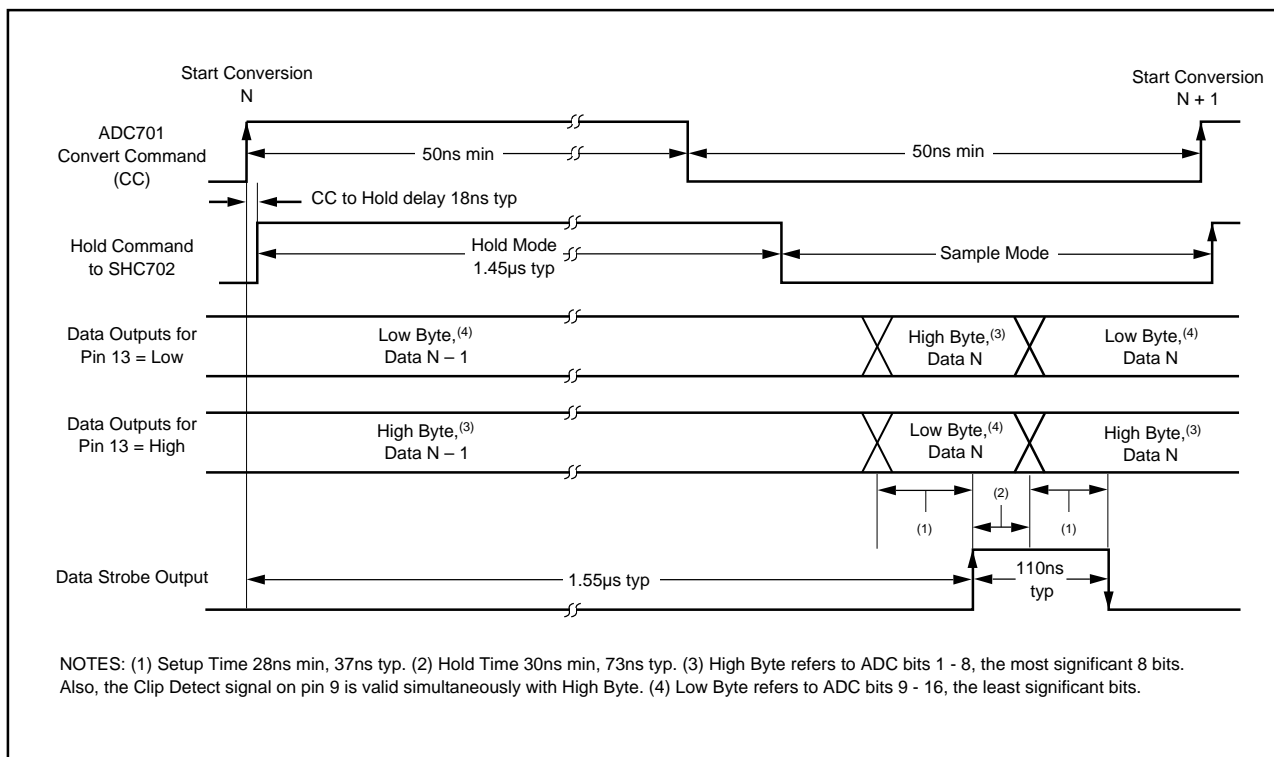 Start Conversion
N
Start Conversion
N + 1
ADC701
Convert Command
(CC)
50ns min
50ns min
CC to Hold delay 18ns typ
Hold Command
to SHC702
Hold Mode
1.45µs typ
Sample Mode
Data Outputs for
Pin 13 = Low
Low Byte,(4)
Data N – 1
High Byte,(3)
Data N
Low Byte,(4)
Data N
Data Outputs for
Pin 13 = High
High Byte,(3)
Data N – 1
Low Byte,(4)
Data N
High Byte,(3)
Data N
(1)
(2)
(1)
Data Strobe Output
1.55µs typ
110ns
typ
NOTES: (1) Setup Time 28ns min, 37ns typ. (2) Hold Time 30ns min, 73ns typ. (3) High Byte refers to ADC bits 1 - 8, the most significant 8 bits.
Also, the Clip Detect signal on pin 9 is valid simultaneously with High Byte. (4) Low Byte refers to ADC bits 9 - 16, the least significant bits.